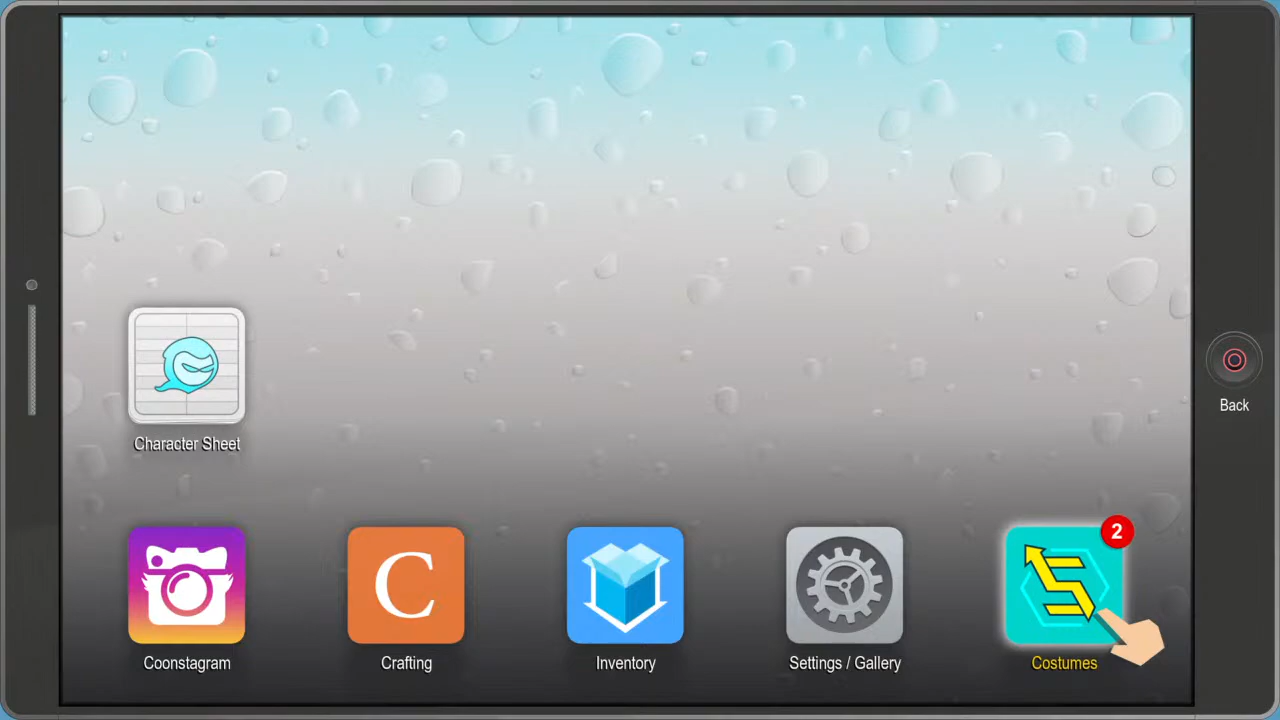 Back
Character Sheet
2
C
Coonstagram
Crafting
Inventory
Settings / Gallery
Costumes